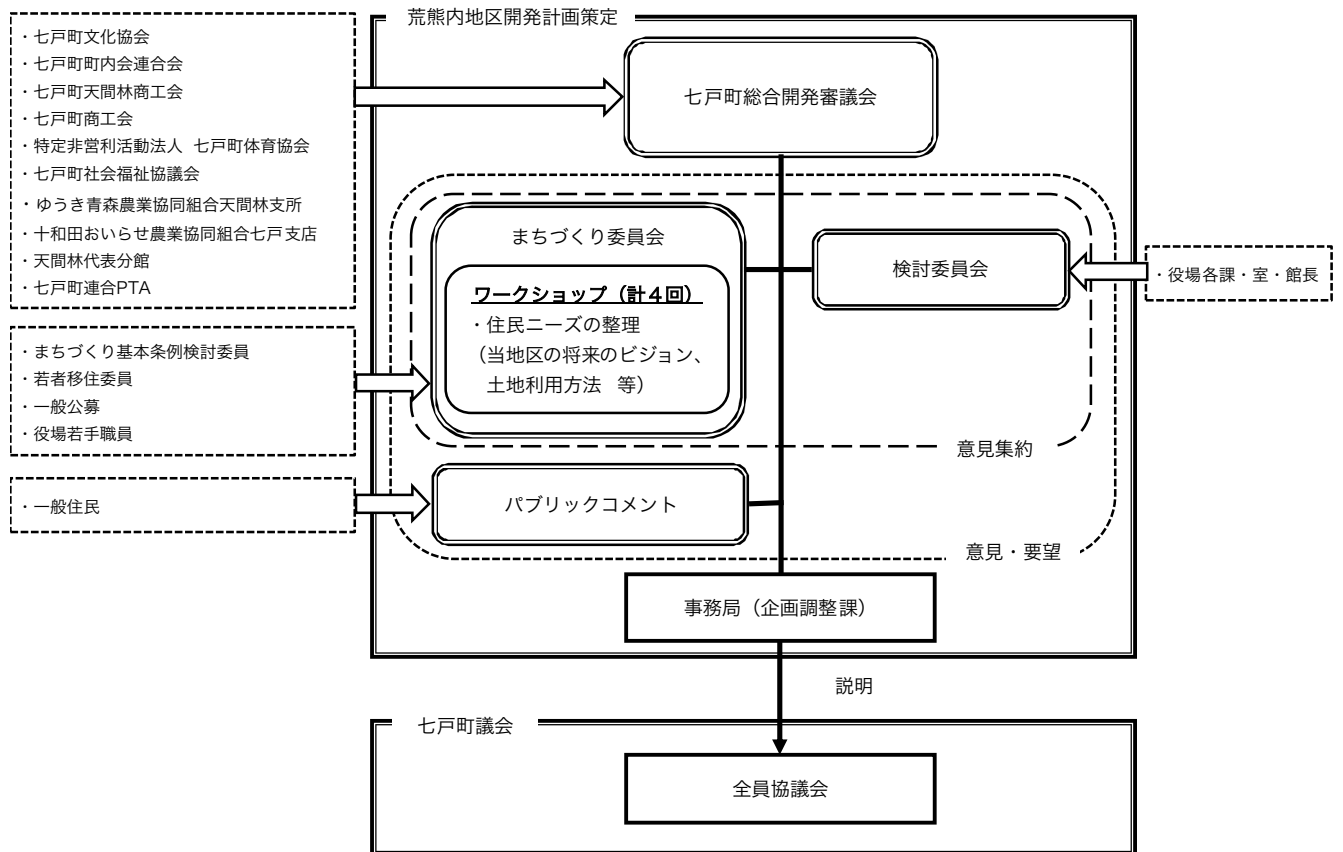 荒熊内地区開発計画策定
・七戸町文化協会
・七戸町町内会連合会
・七戸町天間林商工会
・七戸町商工会
・特定非営利活動法人 七戸町体育協会
・七戸町社会福祉協議会
・ゆうき青森農業協同組合天間林支所
・十和田おいらせ農業協同組合七戸支店
・天間林代表分館
・七戸町連合PTA
七戸町総合開発審議会
まちづくり委員会
ワークショップ（計４回）
・住民ニーズの整理
（当地区の将来のビジョン、
土地利用方法 等）
検討委員会
・役場各課・室・館長
・まちづくり基本条例検討委員
・若者移住委員
・一般公募
・役場若手職員
意見集約
・一般住民
パブリックコメント
意見・要望
事務局（企画調整課）
説明
七戸町議会
全員協議会